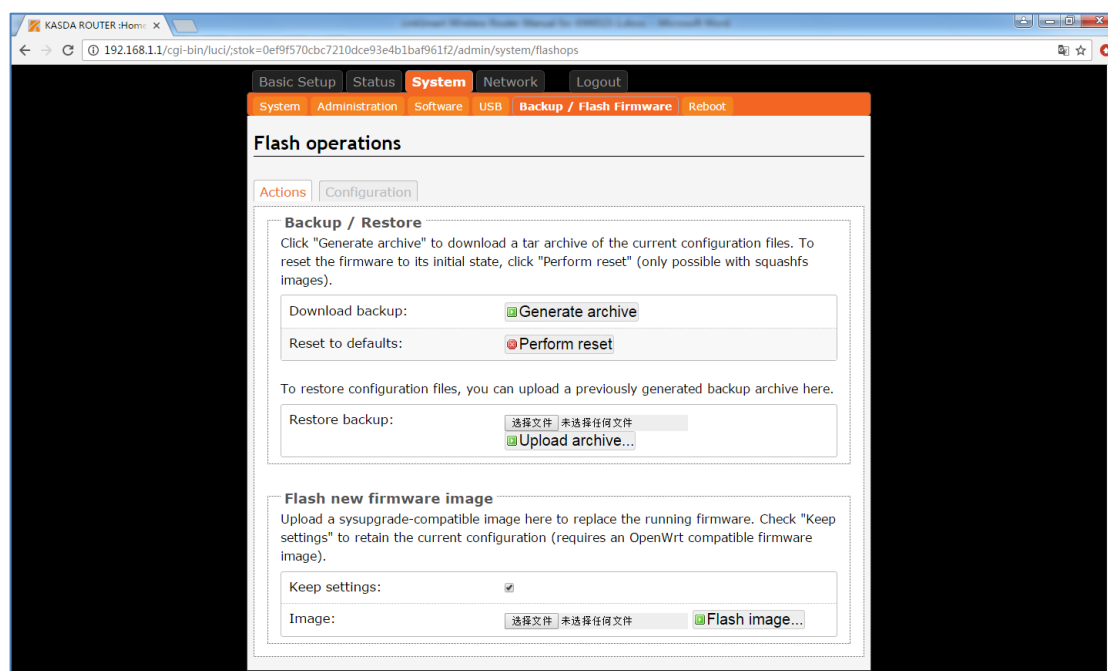 KASDA ROUTER :Home
192.168.1.1/cgi-bin/luci/;stok=0ef9f570cbc7210dce93e4b1baf961f2/admin/system/flashops
Basic Setup Status System Network Logout
System Administration Software USB Backup / Flash Firmware Reboot
Flash operations
Actions Configuration
Backup / Restore
Click "Generate archive" to download a tar archive of the current configuration files. To
reset the firmware to its initial state, click "Perform reset" (only possible with squashfs
images).
Download backup: Generate archive
Reset to defaults: Perform reset
To restore configuration files, you can upload a previously generated backup archive here.
Restore backup: 选择文件 未选择任何文件
Upload archive...
Flash new firmware image
Upload a sysupgrade-compatible image here to replace the running firmware. Check "Keep
settings" to retain the current configuration (requires an OpenWrt compatible firmware
image).
Keep settings:
Image: 选择文件 未选择任何文件 Flash image...